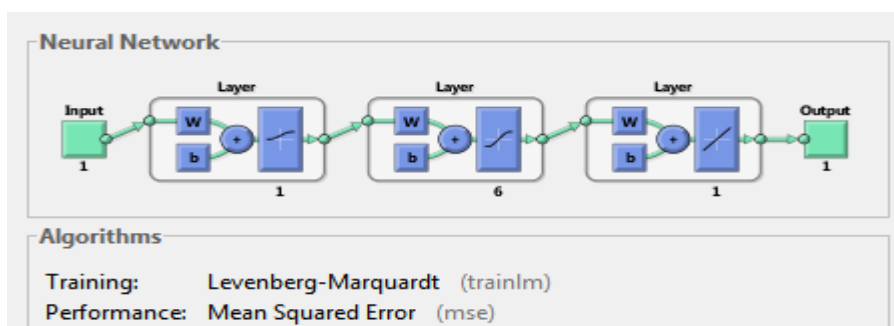 Neural Network
Layer Layer Layer
Input Output
W W W
+ + +
b b b
1 1 6 1 1
Algorithms
Training: Levenberg-Marquardt (trainlm)
Performance: Mean Squared Error (mse)